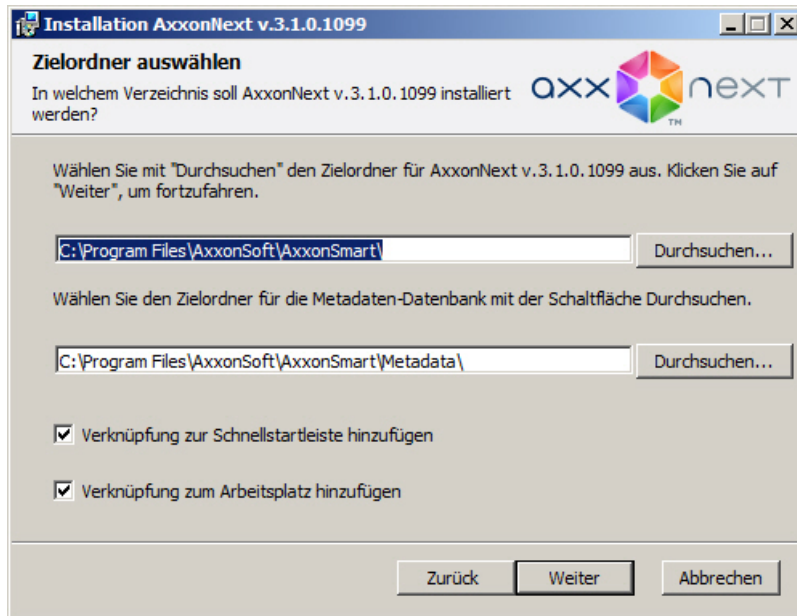 Installation AxxonNext v.3.1.0.1099
Zielordner auswählen
In welchem Verzeichnis soll AxxonNext v.3.1.0.1099 installiert
werden?
axxnext
TM
Wählen Sie mit "Durchsuchen" den Zielordner für AxxonNext v.3.1.0.1099 aus. Klicken Sie auf
"Weiter", um fortzufahren.
C:\Program Files\AxxonSoft\AxxonSmart\
Durchsuchen...
Wählen Sie den Zielordner für die Metadaten-Datenbank mit der Schaltfläche Durchsuchen.
C:\Program Files\AxxonSoft\AxxonSmart\Metadata\
Durchsuchen...
Verknüpfung zur Schnellstartleiste hinzufügen
Verknüpfung zum Arbeitsplatz hinzufügen
Zurück
Weiter
Abbrechen